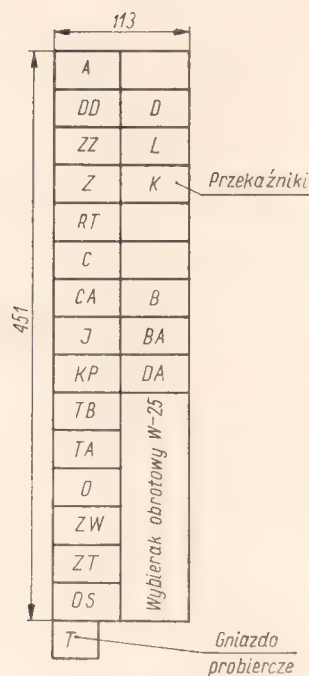 113
451
A
DD D
ZZ L
Z K
Przekaźniki
RT
C
CA B
J BA
KP DA
TB
TA
O
ZW
ZT
OS
Wybierak obrotowy W-25
T
Gniazdo
probiercze